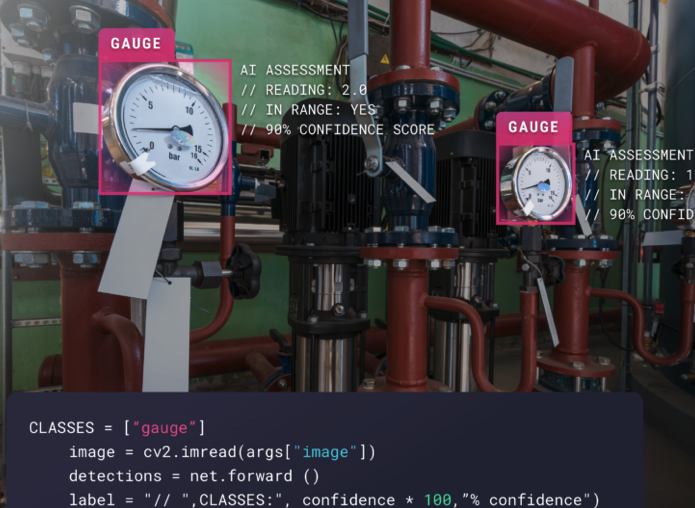 GAUGE
AI ASSESSMENT
// READING: 2.0
// IN RANGE: YES
// 90% CONFIDENCE SCORE
GAUGE
AI ASSESSMENT
// READING: 1
// IN RANGE:
// 90% CONFID
5
10
0
15
16
bar
bar
CLASSES = ["gauge"]
image = cv2.imread(args["image"])
detections = net.forward ()
label = "// ",CLASSES:", confidence * 100,"% confidence")